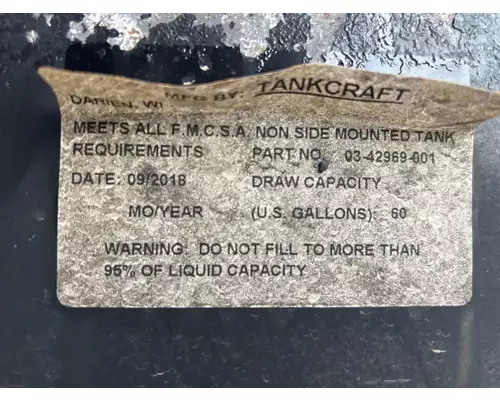 MFG BY: TANKCRAFT
DARIEN, WI
MEETS ALL F.M.C.S.A. NON SIDE MOUNTED TANK
REQUIREMENTS PART NO. 03-42969-001
DATE: 09/2018 DRAW CAPACITY
MO/YEAR (U.S. GALLONS): 60
WARNING: DO NOT FILL TO MORE THAN
95% OF LIQUID CAPACITY